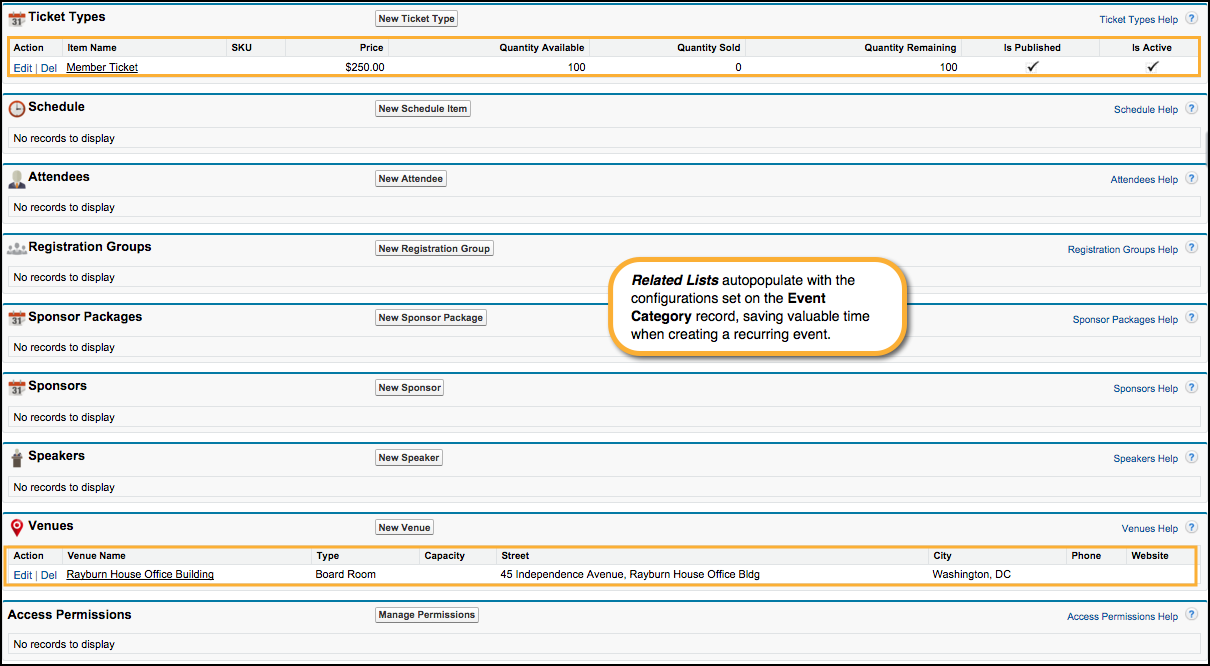 Ticket Types New Ticket Type Ticket Types Help ?
Action Item Name SKU Price Quantity Available Quantity Sold Quantity Remaining Is Published Is Active
Edit | Del Member Ticket $250.00 100 0 100
Schedule New Schedule Item Schedule Help ?
No records to display
Attendees New Attendee Attendees Help ?
No records to display
Registration Groups New Registration Group Registration Groups Help ?
No records to display
Related Lists autopopulate with the
configurations set on the Event
Category record, saving valuable time
when creating a recurring event.
31 Sponsor Packages New Sponsor Package Sponsor Packages Help ?
No records to display
31 Sponsors New Sponsor Sponsors Help ?
No records to display
Speakers New Speaker Speakers Help ?
No records to display
Venues New Venue Venues Help ?
Action Venue Name Type Capacity Street City Phone Website
Edit | Del Rayburn House Office Building Board Room 45 Independence Avenue, Rayburn House Office Bldg Washington, DC
Access Permissions Manage Permissions Access Permissions Help ?
No records to display